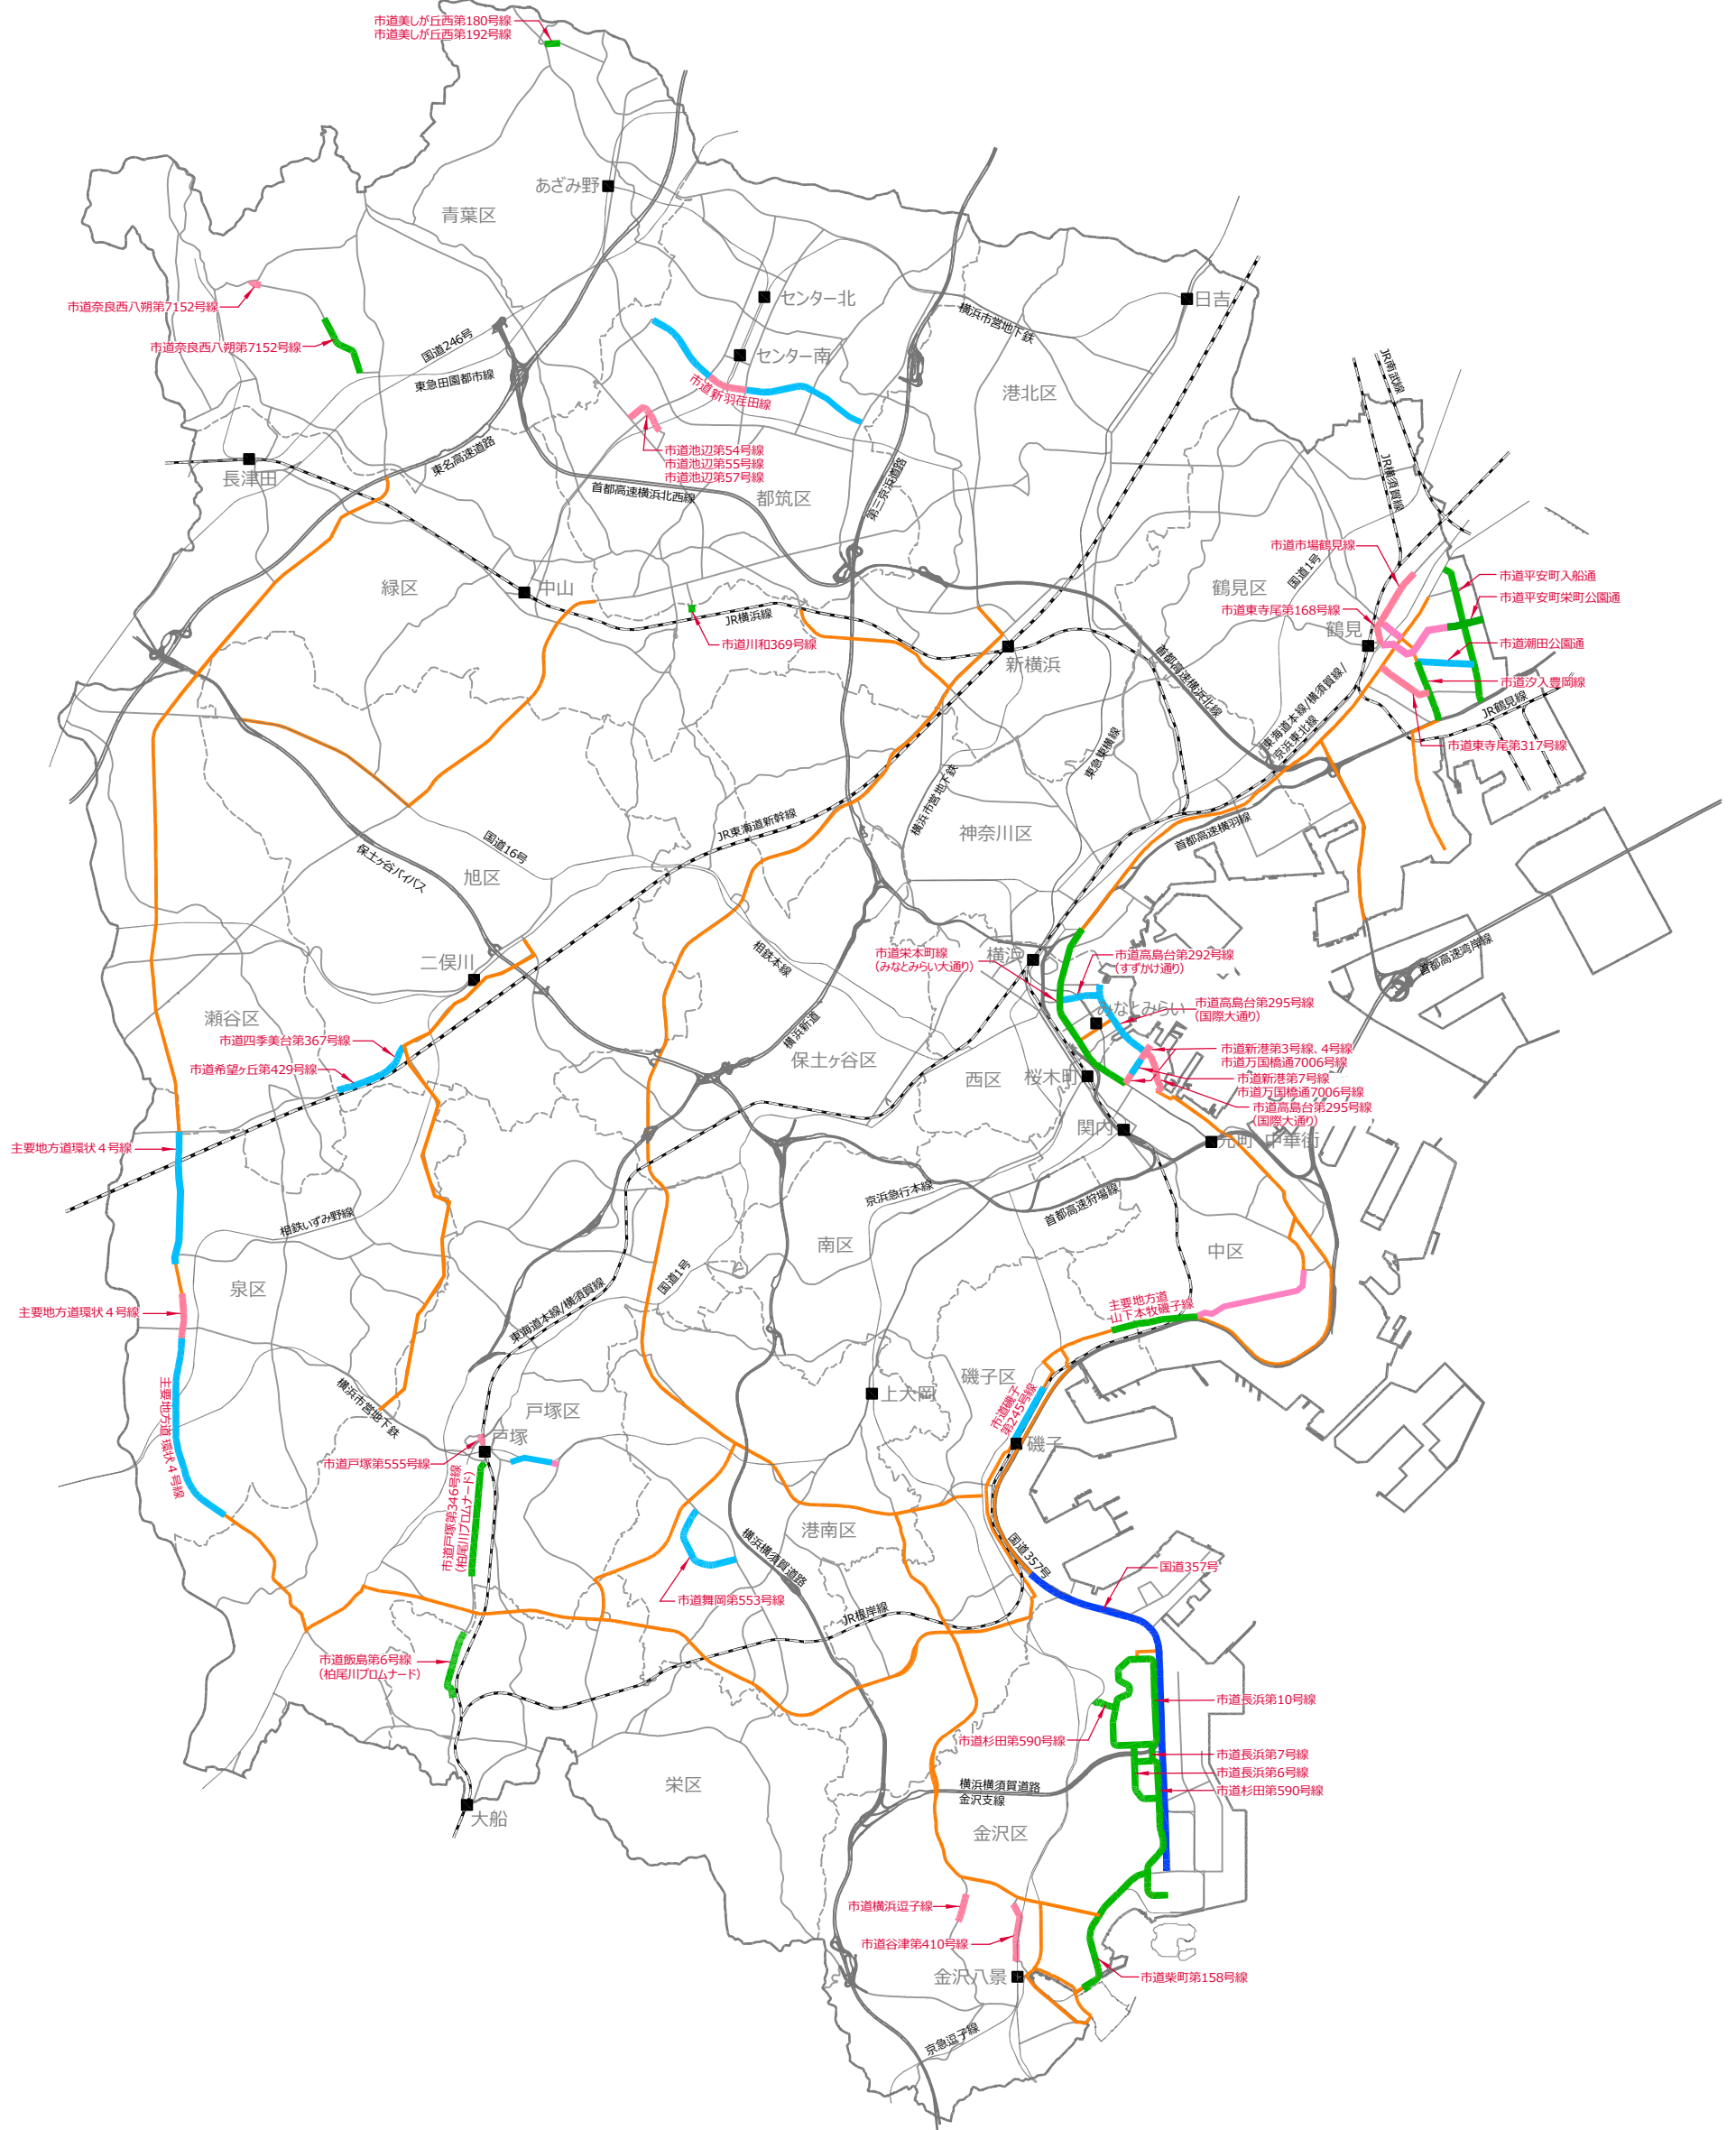 市道美しが丘西第180号線
市道美しが丘西第192号線
あざみ野
青葉区
市道奈良西八朔第7152号線
市道奈良西八朔第7152号線
国道246号
東急田園都市線
センター北
センター南
横浜市営地下鉄
日吉
港北区
市道新羽荏田線
市道池辺第54号線
市道池辺第55号線
市道池辺第57号線
都筑区
首都高速横浜北西線
第三京浜道路
東名高速道路
長津田
緑区
中山
JR横浜線
市道川和369号線
新横浜
JR南武線
JR横須賀線
国道1号
鶴見区
鶴見
市道市場鶴見線
市道東寺尾第168号線
市道平安町入船通
市道平安町栄町公園通
市道潮田公園通
市道汐入豊岡線
JR鶴見線
市道東寺尾第317号線
首都高速横浜北線
東海道本線/横須賀線/
京浜東北線
東急東横線
横浜市営地下鉄
神奈川区
首都高速横羽線
首都高速湾岸線
JR東海道新幹線
国道16号
保土ヶ谷バイパス
旭区
二俣川
相鉄本線
横浜新道
保土ヶ谷区
西区
横浜
市道栄本町線
(みなとみらい大通り)
市道高島台第292号線
(すずかけ通り)
みなとみらい
市道高島台第295号線
(国際大通り)
市道新港第3号線、4号線
市道万国橋通7006号線
市道新港第7号線
市道万国橋通7006号線
市道高島台第295号線
(国際大通り)
桜木町
関内
元町・中華街
瀬谷区
市道四季美台第367号線
市道希望ヶ丘第429号線
主要地方道環状4号線
相鉄いずみ野線
泉区
主要地方道環状4号線
主要地方道環状4号線
京浜急行本線
首都高速狩場線
南区
中区
国道1号
東海道本線/横須賀線
主要地方道
山下本牧磯子線
横浜市営地下鉄
戸塚区
戸塚
市道戸塚第555号線
市道戸塚第346号線
(柏尾川プロムナード)
上大岡
磯子区
市道磯子
第245号線
磯子
港南区
横浜横須賀道路
市道舞岡第553号線
国道357号
国道357号
JR根岸線
市道飯島第6号線
(柏尾川プロムナード)
市道長浜第10号線
市道杉田第590号線
市道長浜第7号線
市道長浜第6号線
市道杉田第590号線
横浜横須賀道路
金沢支線
栄区
大船
金沢区
市道横浜逗子線
市道谷津第410号線
金沢八景
市道柴町第158号線
京急逗子線